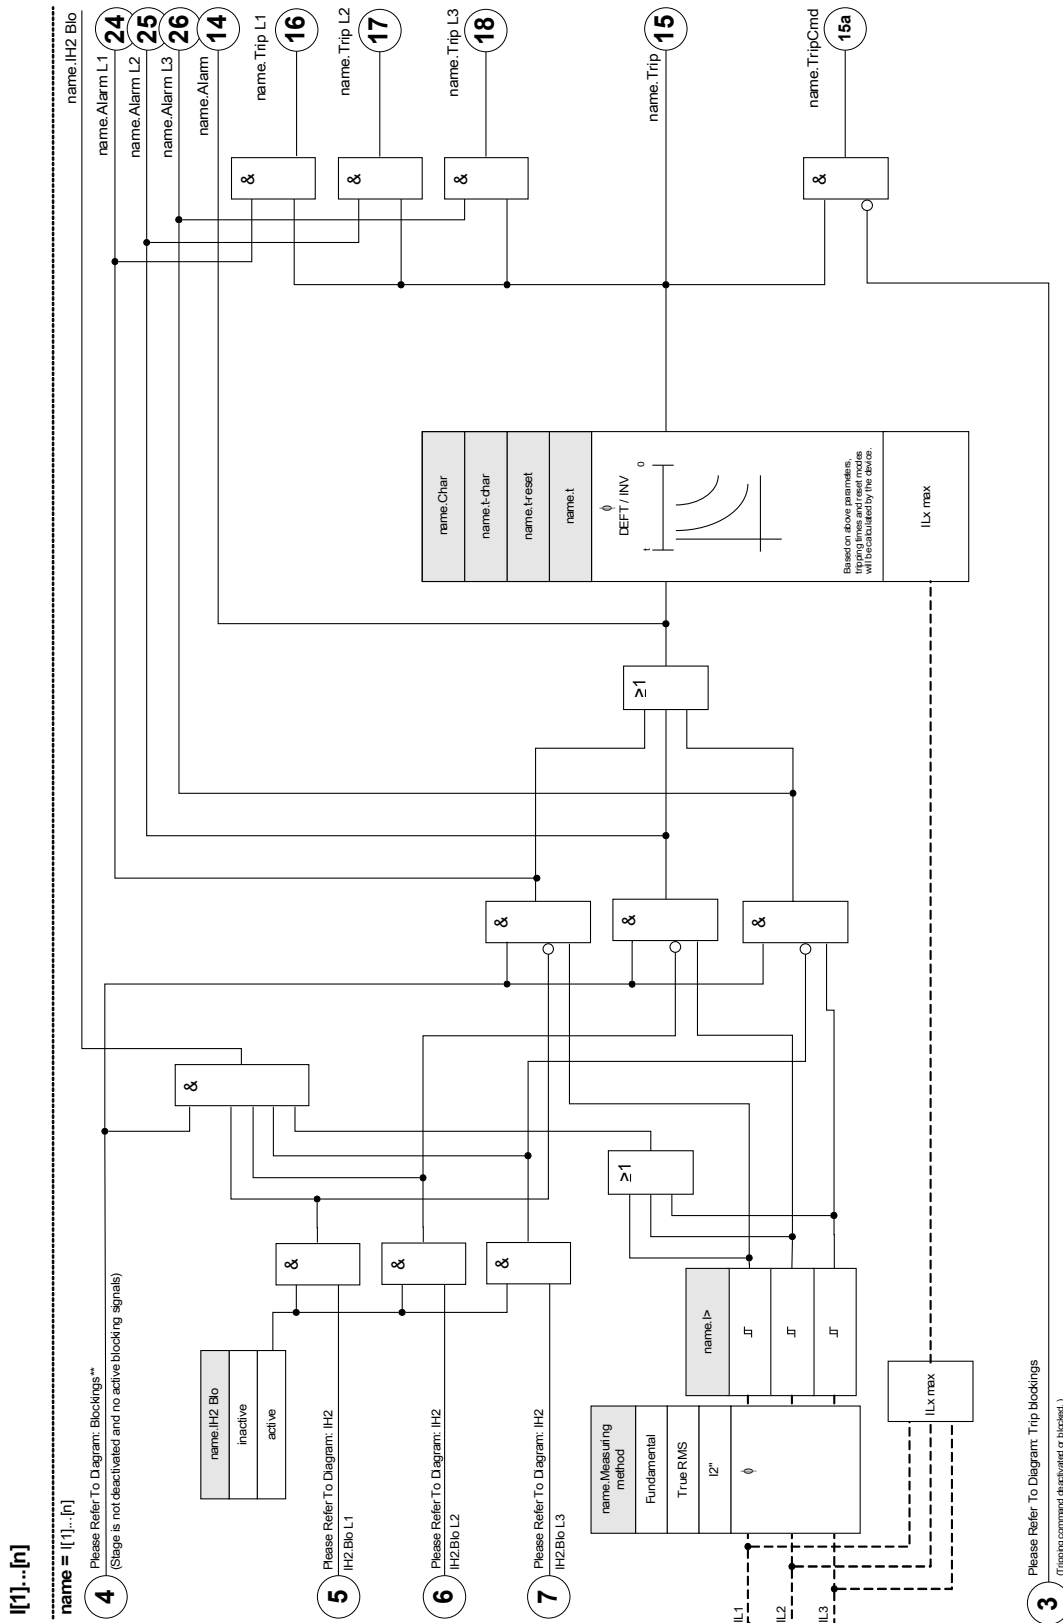 I[1]...[n]
name = I[1]...[n]
4
Please Refer To Diagram: Blockings**
(Stage is not deactivated and no active blocking signals)
name.IH2 Blo
inactive
active
5
Please Refer To Diagram: IH2
IH2.Blo L1
6
Please Refer To Diagram: IH2
IH2.Blo L2
7
Please Refer To Diagram: IH2
IH2.Blo L3
&
&
&
&
name.Measuring
method
Fundamental
True RMS
I2"
ϕ
IL1
IL2
IL3
name.I>
ILx max
≥1
&
&
&
≥1
name.Char
name.t-char
name.t-reset
name.t
ϕ
DEFT / INV
t
0
Based on above parameters,
tripping times and reset modes
will be calculated by the device.
ILx max
&
&
&
&
name.IH2 Blo
name.Alarm L1
24
name.Alarm L2
25
name.Alarm L3
26
name.Alarm
14
name.Trip L1
16
name.Trip L2
17
name.Trip L3
18
name.Trip
15
name.TripCmd
15a
3
Please Refer To Diagram: Trip blockings
(Tripping command deactivated or blocked. )